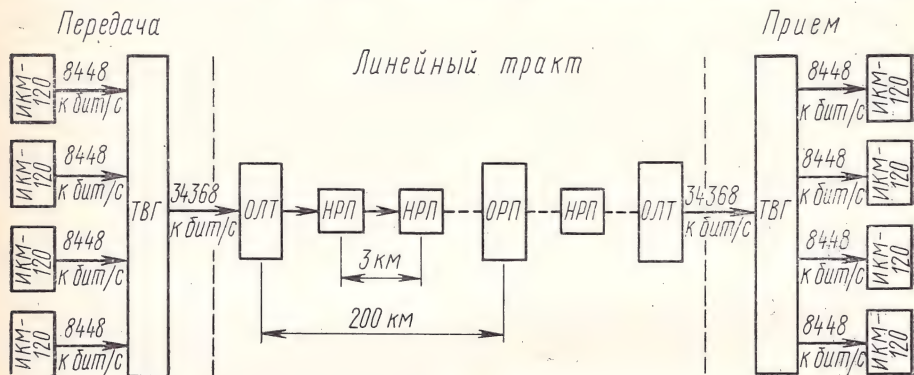 Передача
Прием
Линейный тракт
ИКМ-
120
8448
к бит/с
ИКМ-
120
8448
к бит/с
ИКМ-
120
8448
к бит/с
ИКМ-
120
8448
к бит/с
ТВГ
34368
к бит/с
ОЛТ
НРП
НРП
ОРП
НРП
ОЛТ
34368
к бит/с
ТВГ
3 км
200 км
8448
к бит/с
ИКМ-
120
8448
к бит/с
ИКМ-
120
8448
к бит/с
ИКМ-
120
8448
к бит/с
ИКМ-
120